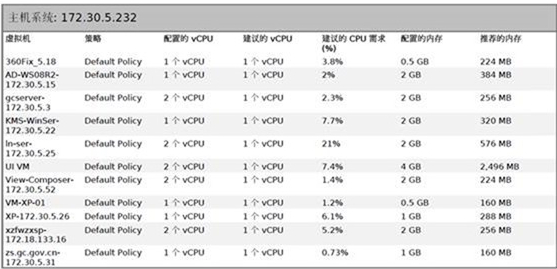 主机系统: 172.30.5.232
虚拟机 策略 配置的 vCPU 建议的 vCPU 建议的 CPU 需求 (%) 配置的内存 推荐的内存
360Fix_5.18 Default Policy 1 个 vCPU 1 个 vCPU 3.8% 0.5 GB 224 MB
AD-WS08R2-172.30.5.15 Default Policy 1 个 vCPU 1 个 vCPU 2% 2 GB 384 MB
gcserver-172.30.5.3 Default Policy 2 个 vCPU 1 个 vCPU 2.3% 2 GB 256 MB
KMS-WinSer-172.30.5.22 Default Policy 1 个 vCPU 1 个 vCPU 7.7% 2 GB 320 MB
ln-ser-172.30.5.25 Default Policy 2 个 vCPU 1 个 vCPU 21% 2 GB 576 MB
UI VM Default Policy 2 个 vCPU 1 个 vCPU 7.4% 4 GB 2,496 MB
View-Composer-172.30.5.52 Default Policy 2 个 vCPU 1 个 vCPU 1.4% 2 GB 224 MB
VM-XP-01 Default Policy 1 个 vCPU 1 个 vCPU 1.2% 0.5 GB 160 MB
XP-172.30.5.26 Default Policy 1 个 vCPU 1 个 vCPU 6.1% 1 GB 288 MB
xzfwzxsp-172.18.133.16 Default Policy 2 个 vCPU 1 个 vCPU 5.2% 2 GB 256 MB
zs.gc.gov.cn-172.30.5.31 Default Policy 1 个 vCPU 1 个 vCPU 0.73% 1 GB 160 MB